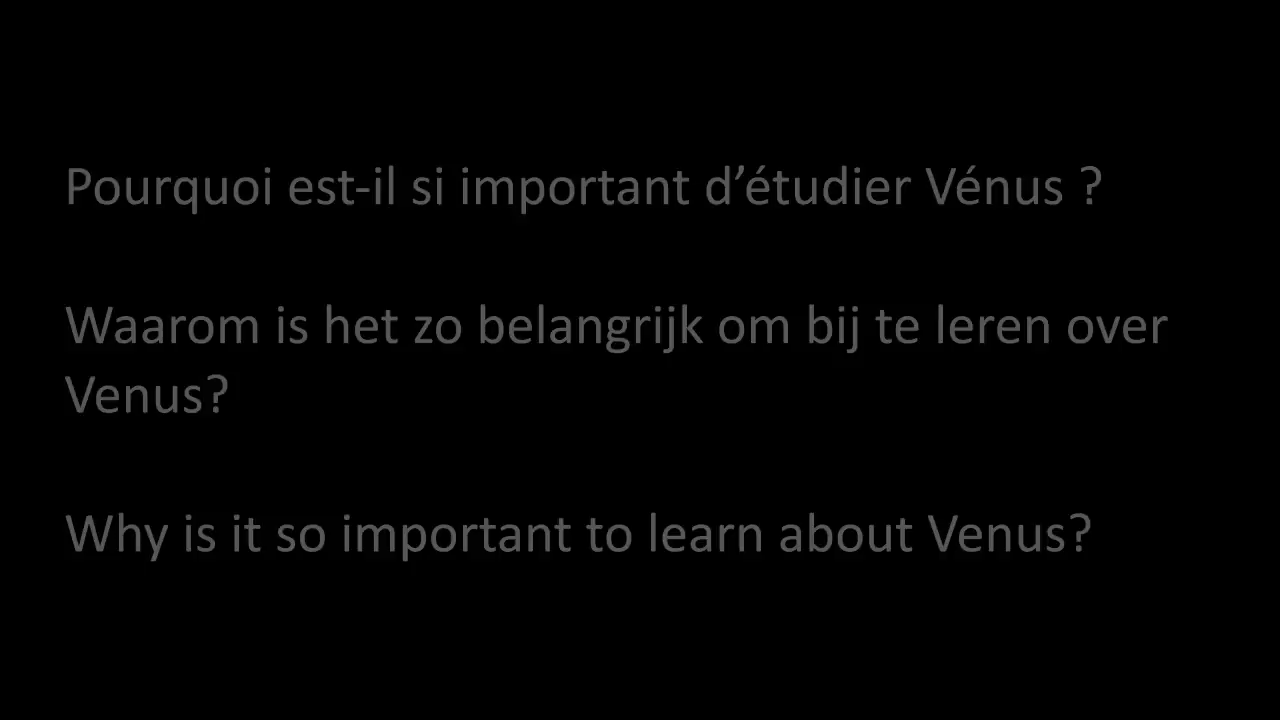 Pourquoi est-il si important d’étudier Vénus ?
Waarom is het zo belangrijk om bij te leren over
Venus?
Why is it so important to learn about Venus?